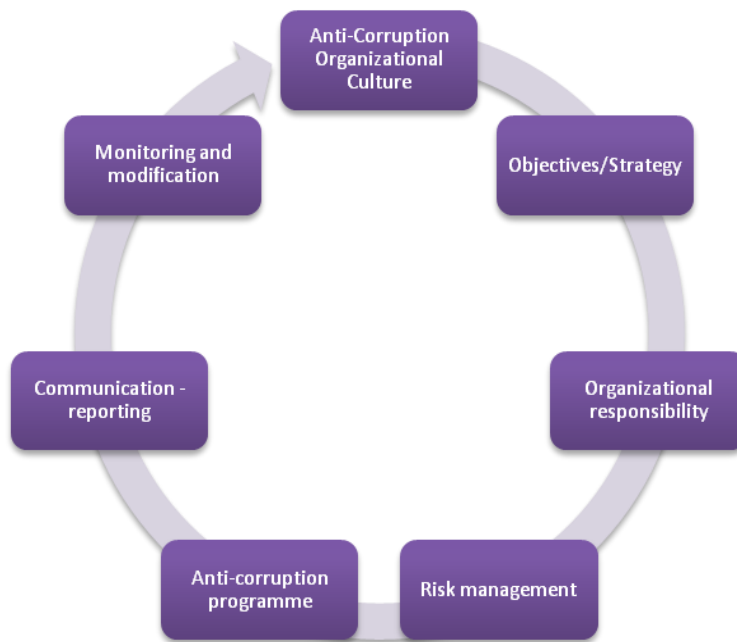 Anti-Corruption
Organizational
Culture
Objectives/Strategy
Organizational
responsibility
Risk management
Anti-corruption
programme
Communication -
reporting
Monitoring and
modification